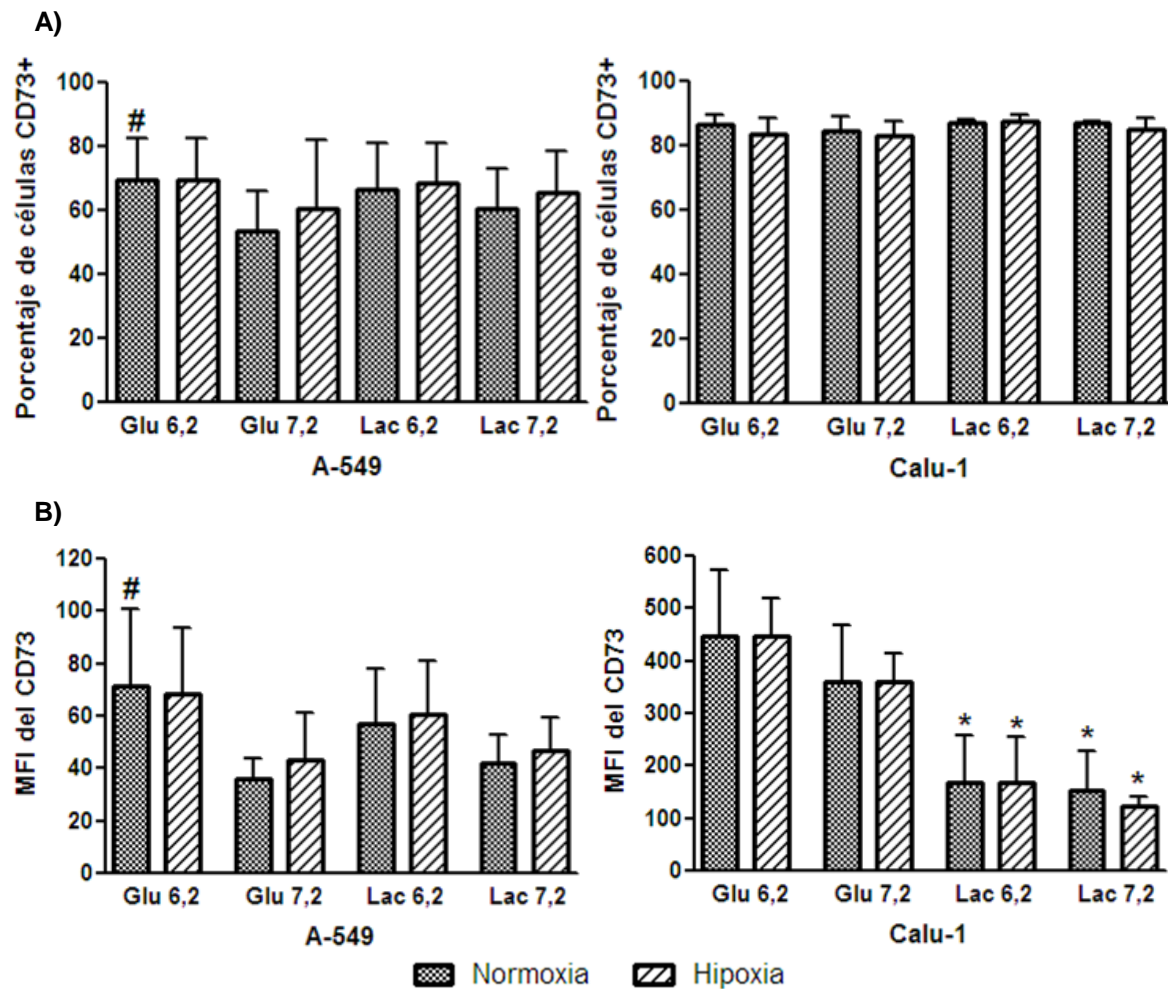 A)
Porcentaje de células CD73+
100
80
60
40
20
0
#
Glu 6,2 Glu 7,2 Lac 6,2 Lac 7,2
A-549
Porcentaje de células CD73+
100
80
60
40
20
0
Glu 6,2 Glu 7,2 Lac 6,2 Lac 7,2
Calu-1
B)
MFI del CD73
120
100
80
60
40
20
0
#
Glu 6,2 Glu 7,2 Lac 6,2 Lac 7,2
A-549
MFI del CD73
600
500
400
300
200
100
0
* * * *
Glu 6,2 Glu 7,2 Lac 6,2 Lac 7,2
Calu-1
Normoxia Hipoxia